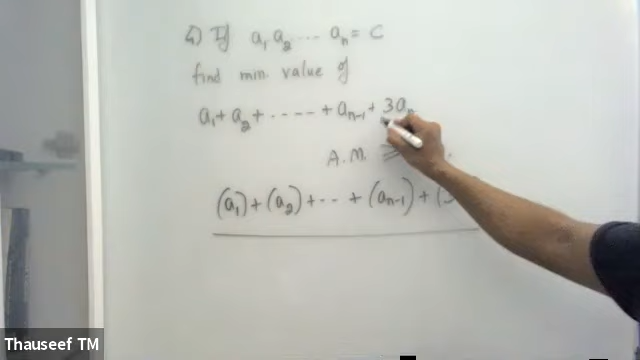 4) If a₁ a₂ ..... aₙ = C
find min. value of
a₁ + a₂ + ...... + aₙ₋₁ + 3aₙ
A.M. ≥
(a₁) + (a₂) + ... + (aₙ₋₁) + (
Thauseef TM